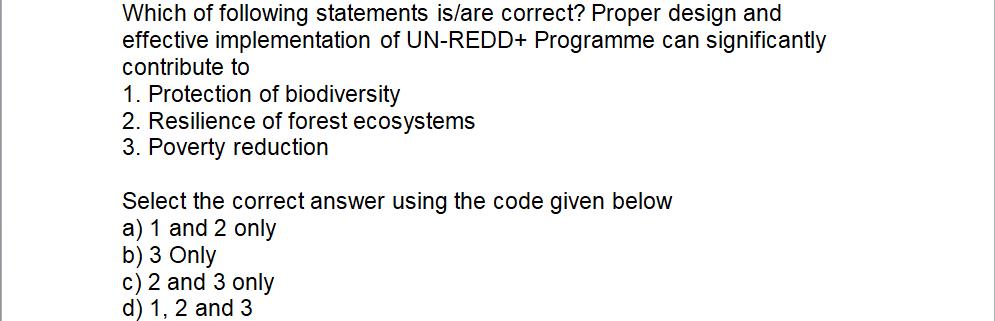 Which of following statements is/are correct? Proper design and
effective implementation of UN-REDD+ Programme can significantly
contribute to
1. Protection of biodiversity
2. Resilience of forest ecosystems
3. Poverty reduction
Select the correct answer using the code given below
a) 1 and 2 only
b) 3 Only
c) 2 and 3 only
d) 1, 2 and 3